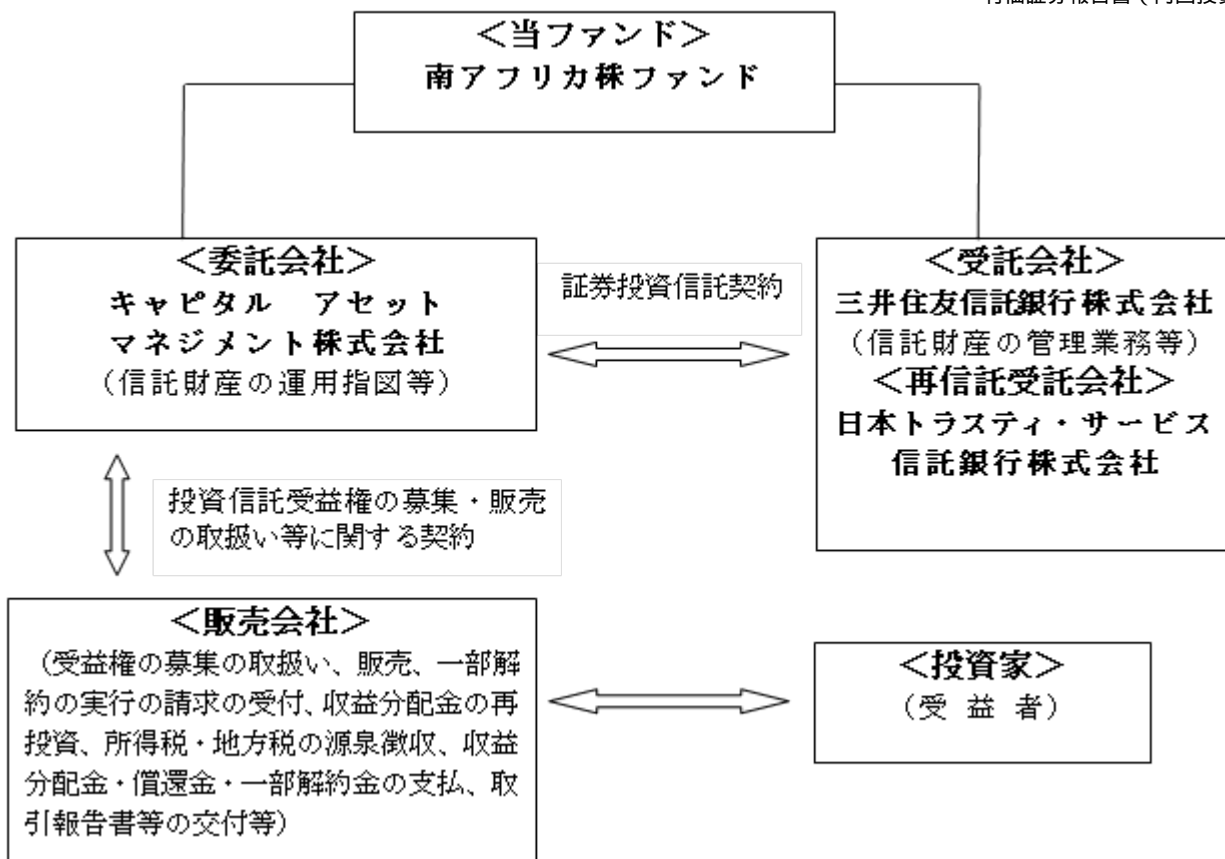 ＜当ファンド＞
南アフリカ株ファンド
＜委託会社＞
キャピタル　アセット
マネジメント株式会社
（信託財産の運用指図等）
証券投資信託契約
＜受託会社＞
三井住友信託銀行株式会社
（信託財産の管理業務等）
＜再信託受託会社＞
日本トラスティ・サービス
信託銀行株式会社
投資信託受益権の募集・販売
の取扱い等に関する契約
＜販売会社＞
（受益権の募集の取扱い、販売、一部解
約の実行の請求の受付、収益分配金の再
投資、所得税・地方税の源泉徴収、収益
分配金・償還金・一部解約金の支払、取
引報告書等の交付等）
＜投資家＞
（受 益 者）